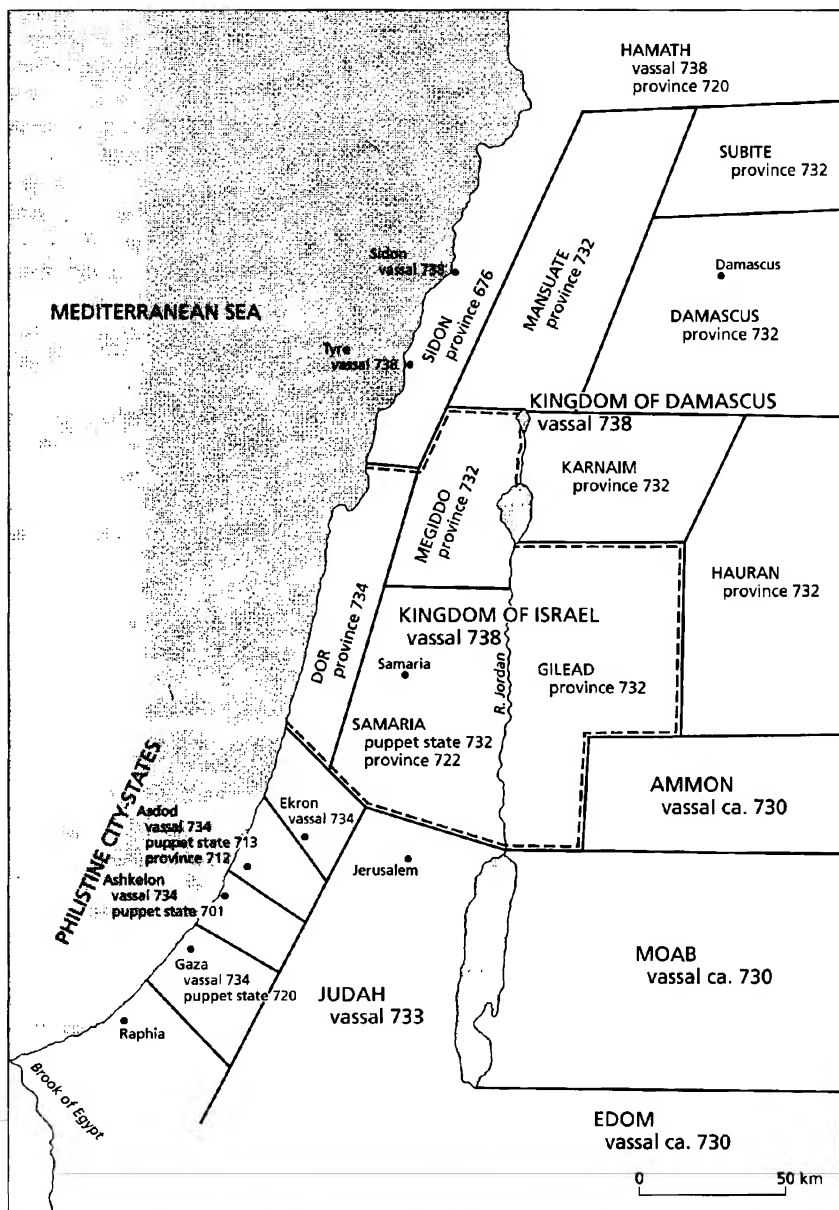 HAMATH
vassal 738
province 720
SUBITE
province 732
Sidon
vassal 738
MANSUATE
province 732
Damascus
DAMASCUS
province 732
MEDITERRANEAN SEA
SIDON
province 676
Tyre
vassal 738
KINGDOM OF DAMASCUS
vassal 738
KARNAIM
province 732
MEGIDDO
province 732
HAURAN
province 732
DOR
province 734
KINGDOM OF ISRAEL
vassal 738
Samaria
R. Jordan
GILEAD
province 732
SAMARIA
puppet state 732
province 722
AMMON
vassal ca. 730
PHILISTINE CITY-STATES
Ekron
vassal 734
Asdod
vassal 734
puppet state 713
province 712
Jerusalem
Ashkelon
vassal 734
puppet state 701
Gaza
vassal 734
puppet state 720
JUDAH
vassal 733
MOAB
vassal ca. 730
Raphia
Brook of Egypt
EDOM
vassal ca. 730
0 50 km